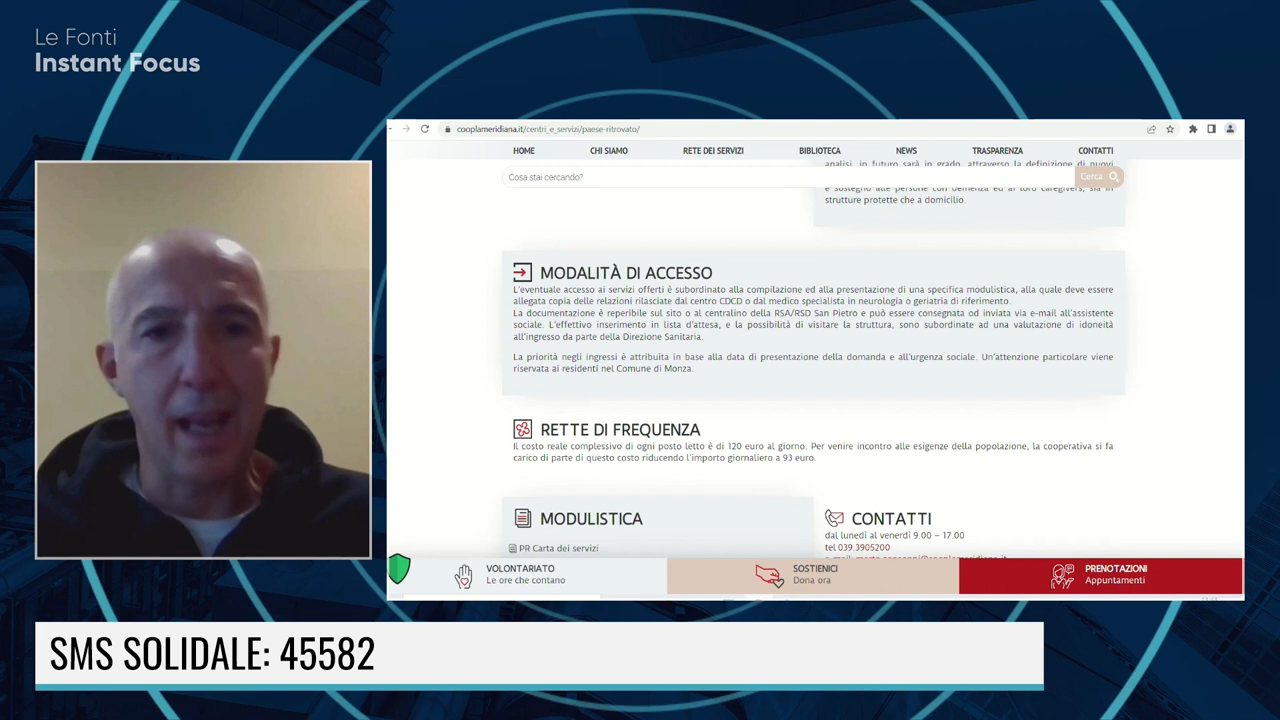 Le Fonti
Instant Focus
cooplameridiana.it/centri_e_servizi/paese-ritrovato/
HOME
CHI SIAMO
RETE DEI SERVIZI
BIBLIOTECA
NEWS
TRASPARENZA
CONTATTI
analisi, in futuro sarà in grado, attraverso la definizione di nuovi
Cosa stai cercando?
Cerca
e sostegno alle persone con demenza ed ai loro caregivers, sia in
strutture protette che a domicilio.
MODALITÀ DI ACCESSO
L'eventuale accesso ai servizi offerti è subordinato alla compilazione ed alla presentazione di una specifica modulistica, alla quale deve essere
allegata copia delle relazioni rilasciate dal centro CDCD o dal medico specialista in neurologia o geriatria di riferimento.
La documentazione è reperibile sul sito o al centralino della RSA/RSD San Pietro e può essere consegnata od inviata via e-mail all'assistente
sociale. L'effettivo inserimento in lista d'attesa, e la possibilità di visitare la struttura, sono subordinate ad una valutazione di idoneità
all'ingresso da parte della Direzione Sanitaria.
La priorità negli ingressi è attribuita in base alla data di presentazione della domanda e all'urgenza sociale. Un'attenzione particolare viene
riservata ai residenti nel Comune di Monza.
RETTE DI FREQUENZA
Il costo reale complessivo di ogni posto letto è di 120 euro al giorno. Per venire incontro alle esigenze della popolazione, la cooperativa si fa
carico di parte di questo costo riducendo l'importo giornaliero a 93 euro.
MODULISTICA
PR Carta dei servizi
CONTATTI
dal lunedì al venerdì 9.00 – 17.00
tel 039.3905200
VOLONTARIATO
Le ore che contano
SOSTIENICI
Dona ora
PRENOTAZIONI
Appuntamenti
SMS SOLIDALE: 45582